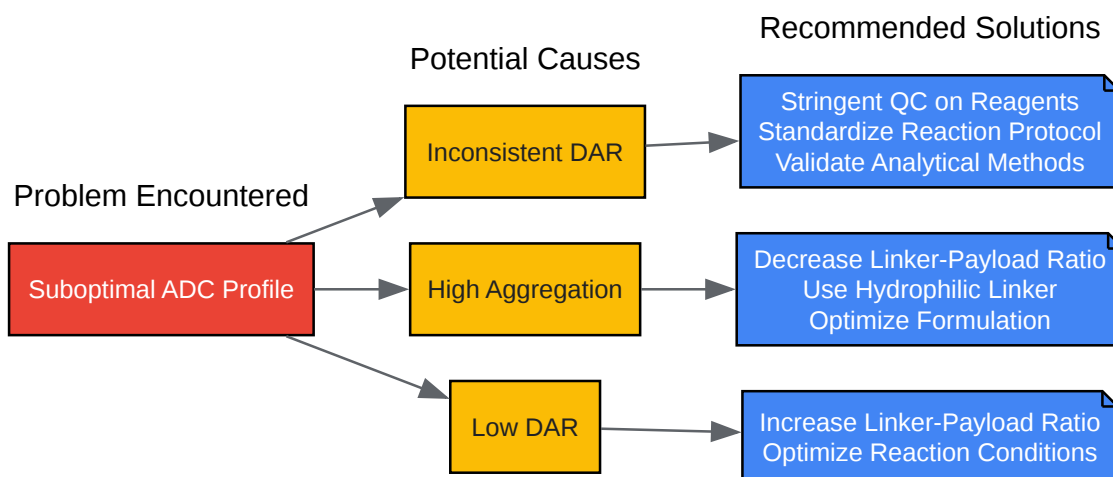 Recommended Solutions
Potential Causes
Problem Encountered
Suboptimal ADC Profile
Inconsistent DAR
Stringent QC on Reagents
Standardize Reaction Protocol
Validate Analytical Methods
High Aggregation
Decrease Linker-Payload Ratio
Use Hydrophilic Linker
Optimize Formulation
Low DAR
Increase Linker-Payload Ratio
Optimize Reaction Conditions